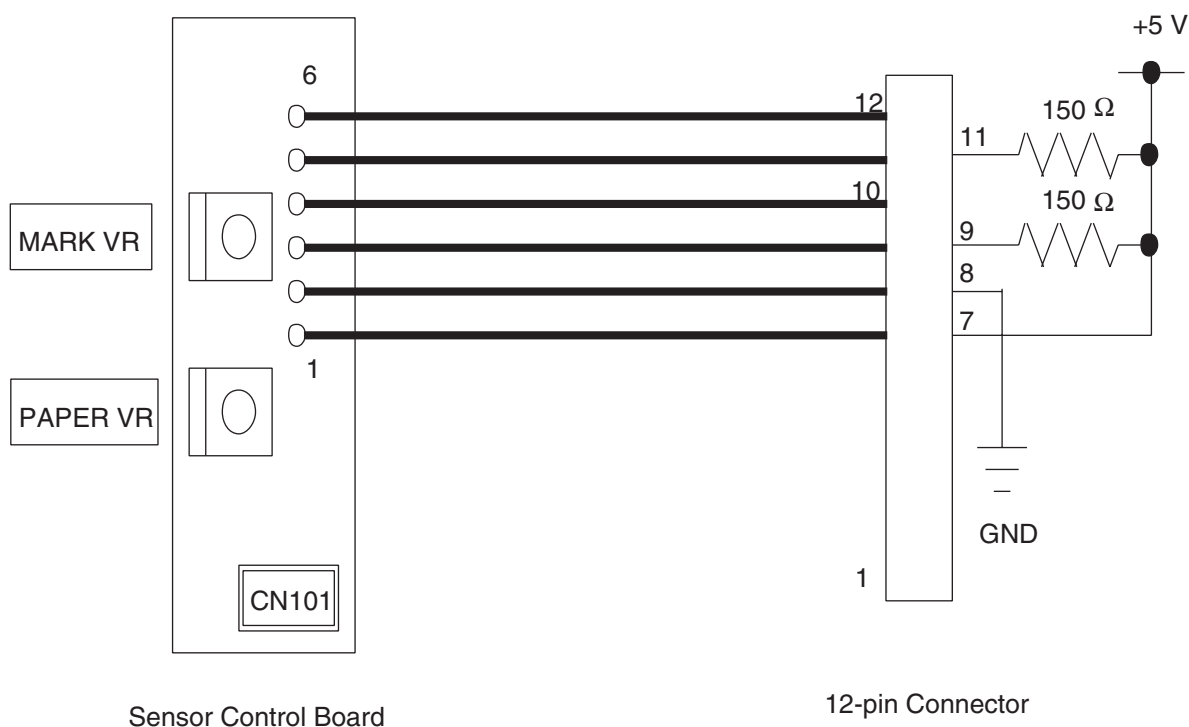 +5 V
6
12
150 Ω
11
10
150 Ω
MARK VR
9
8
7
1
PAPER VR
GND
1
CN101
12-pin Connector
Sensor Control Board